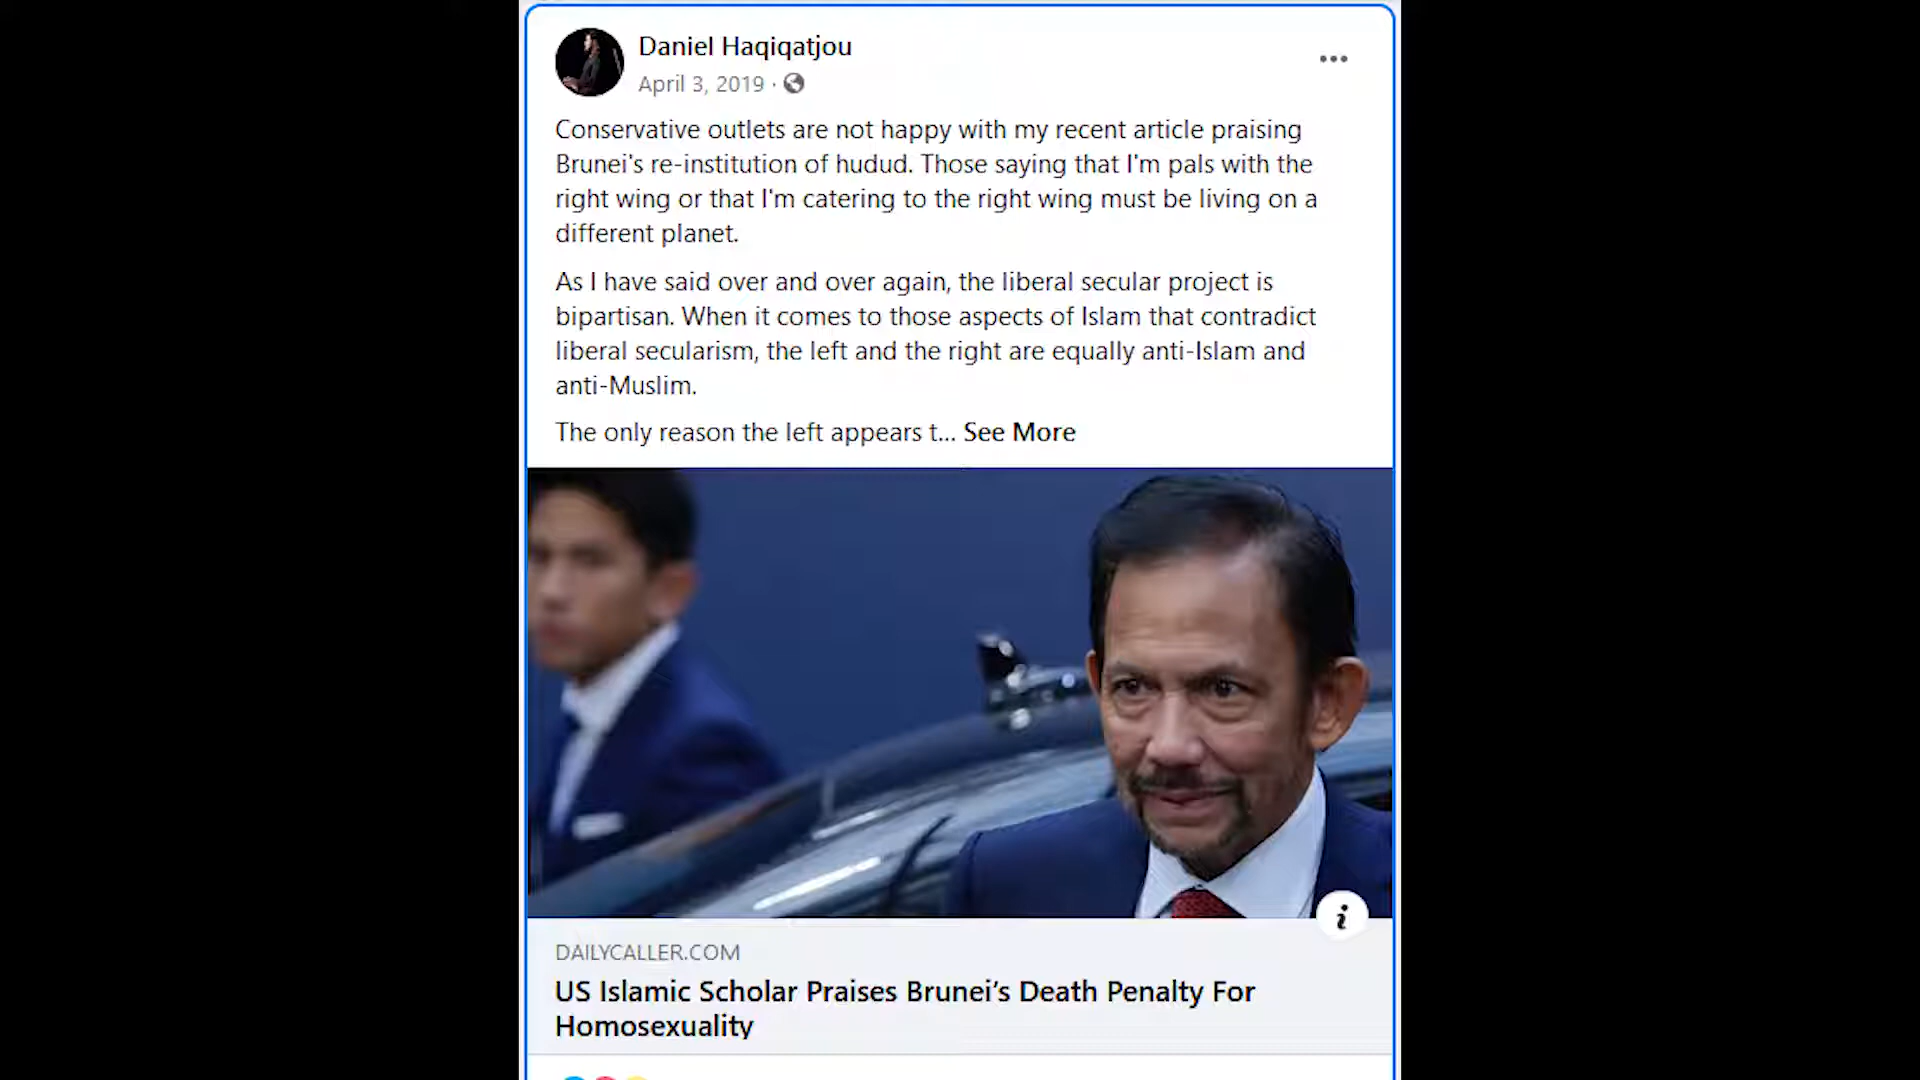 Daniel Haqiqatjou
April 3, 2019 ·
Conservative outlets are not happy with my recent article praising
Brunei's re-institution of hudud. Those saying that I'm pals with the
right wing or that I'm catering to the right wing must be living on a
different planet.
As I have said over and over again, the liberal secular project is
bipartisan. When it comes to those aspects of Islam that contradict
liberal secularism, the left and the right are equally anti-Islam and
anti-Muslim.
The only reason the left appears t... See More
i
DAILYCALLER.COM
US Islamic Scholar Praises Brunei’s Death Penalty For
Homosexuality